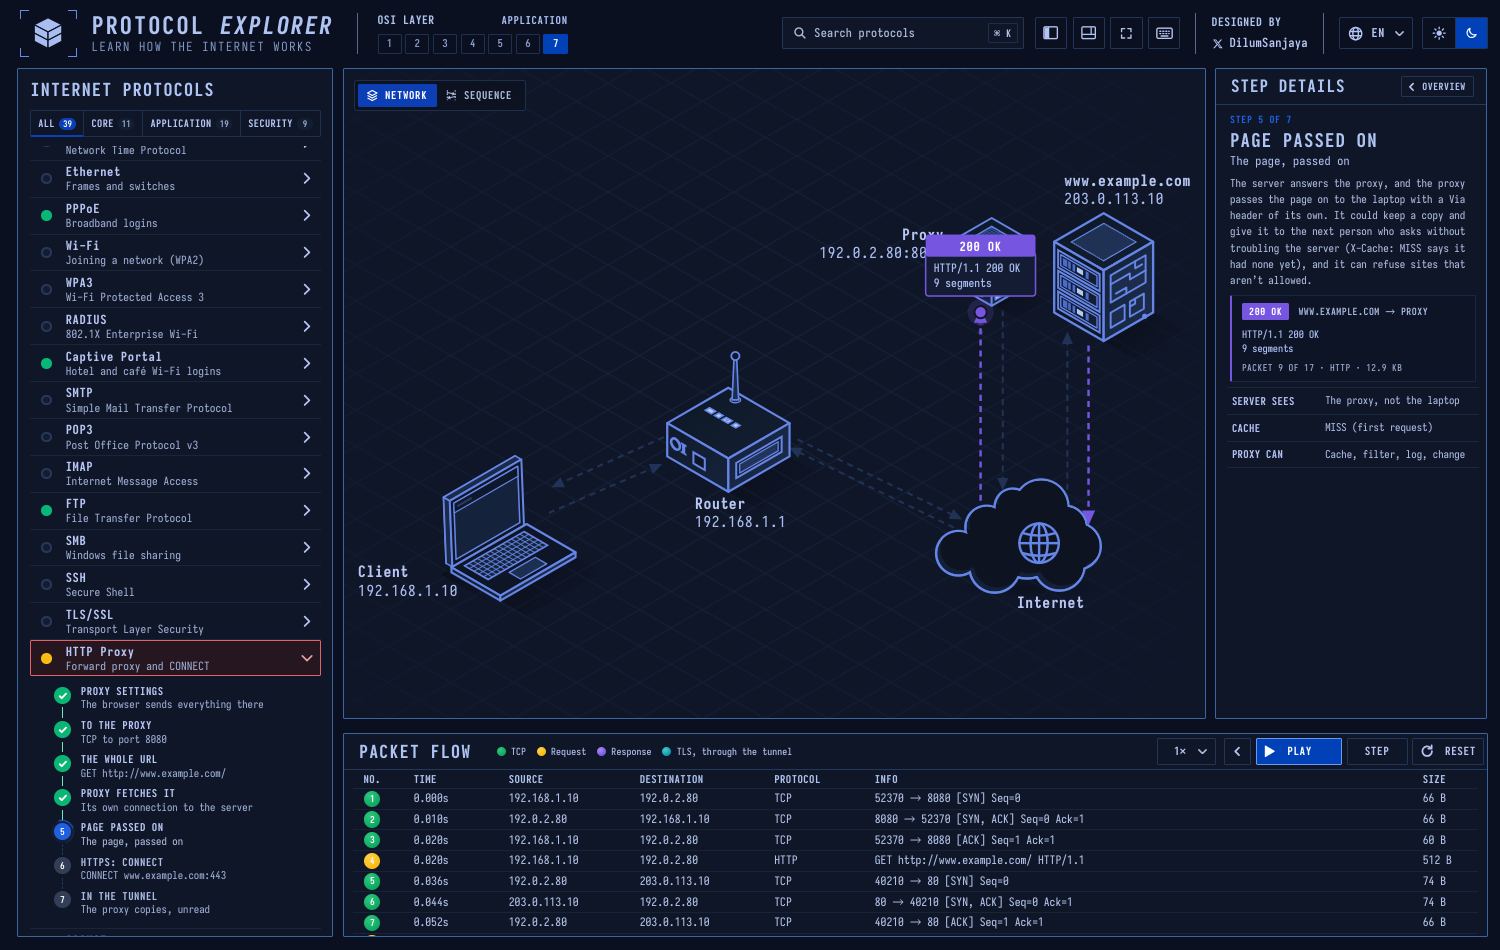 PROTOCOL EXPLORER
LEARN HOW THE INTERNET WORKS
OSI LAYER APPLICATION
1 2 3 4 5 6 7
Search protocols ⌘ K
DESIGNED BY
DilumSanjaya
EN
INTERNET PROTOCOLS
ALL 39 CORE 11 APPLICATION 19 SECURITY 9
Network Time Protocol
Ethernet
Frames and switches
PPPoE
Broadband logins
Wi-Fi
Joining a network (WPA2)
WPA3
Wi-Fi Protected Access 3
RADIUS
802.1X Enterprise Wi-Fi
Captive Portal
Hotel and café Wi-Fi logins
SMTP
Simple Mail Transfer Protocol
POP3
Post Office Protocol v3
IMAP
Internet Message Access
FTP
File Transfer Protocol
SMB
Windows file sharing
SSH
Secure Shell
TLS/SSL
Transport Layer Security
HTTP Proxy
Forward proxy and CONNECT
PROXY SETTINGS
The browser sends everything there
TO THE PROXY
TCP to port 8080
THE WHOLE URL
GET http://www.example.com/
PROXY FETCHES IT
Its own connection to the server
5 PAGE PASSED ON
The page, passed on
6 HTTPS: CONNECT
CONNECT www.example.com:443
7 IN THE TUNNEL
The proxy copies, unread
NETWORK SEQUENCE
www.example.com
203.0.113.10
Proxy
192.0.2.80:80
200 OK
HTTP/1.1 200 OK
9 segments
Router
192.168.1.1
Client
192.168.1.10
Internet
STEP DETAILS
OVERVIEW
STEP 5 OF 7
PAGE PASSED ON
The page, passed on
The server answers the proxy, and the proxy
passes the page on to the laptop with a Via
header of its own. It could keep a copy and
give it to the next person who asks without
troubling the server (X-Cache: MISS says it
had none yet), and it can refuse sites that
aren't allowed.
200 OK WWW.EXAMPLE.COM → PROXY
HTTP/1.1 200 OK
9 segments
PACKET 9 OF 17 · HTTP · 12.9 KB
SERVER SEES The proxy, not the laptop
CACHE MISS (first request)
PROXY CAN Cache, filter, log, change
PACKET FLOW
TCP Request Response TLS, through the tunnel
1× PLAY STEP RESET
NO. TIME SOURCE DESTINATION PROTOCOL INFO SIZE
1 0.000s 192.168.1.10 192.0.2.80 TCP 52370 → 8080 [SYN] Seq=0 66 B
2 0.010s 192.0.2.80 192.168.1.10 TCP 8080 → 52370 [SYN, ACK] Seq=0 Ack=1 66 B
3 0.020s 192.168.1.10 192.0.2.80 TCP 52370 → 8080 [ACK] Seq=1 Ack=1 60 B
4 0.020s 192.168.1.10 192.0.2.80 HTTP GET http://www.example.com/ HTTP/1.1 512 B
5 0.036s 192.0.2.80 203.0.113.10 TCP 40210 → 80 [SYN] Seq=0 74 B
6 0.044s 203.0.113.10 192.0.2.80 TCP 80 → 40210 [SYN, ACK] Seq=0 Ack=1 74 B
7 0.052s 192.0.2.80 203.0.113.10 TCP 40210 → 80 [ACK] Seq=1 Ack=1 66 B